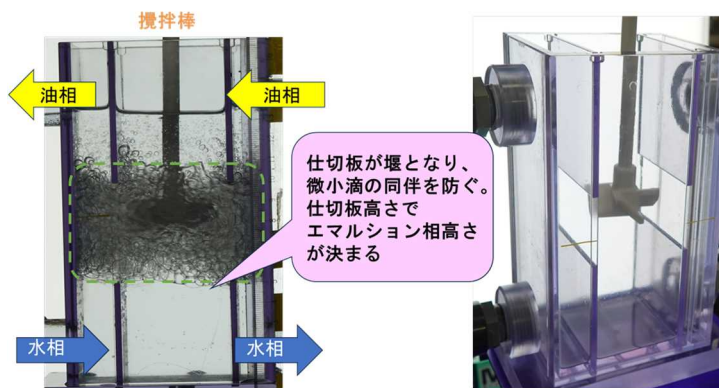 攪拌棒
油相
油相
仕切板が堰となり、
微小滴の同伴を防ぐ。
仕切板高さで
エマルション相高さ
が決まる
水相
水相